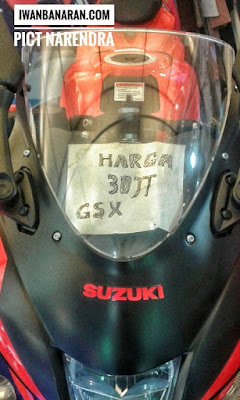 IWANBANARAN.COM
PICT NARENDRA
HARGA
30JT
GSX
SUZUKI